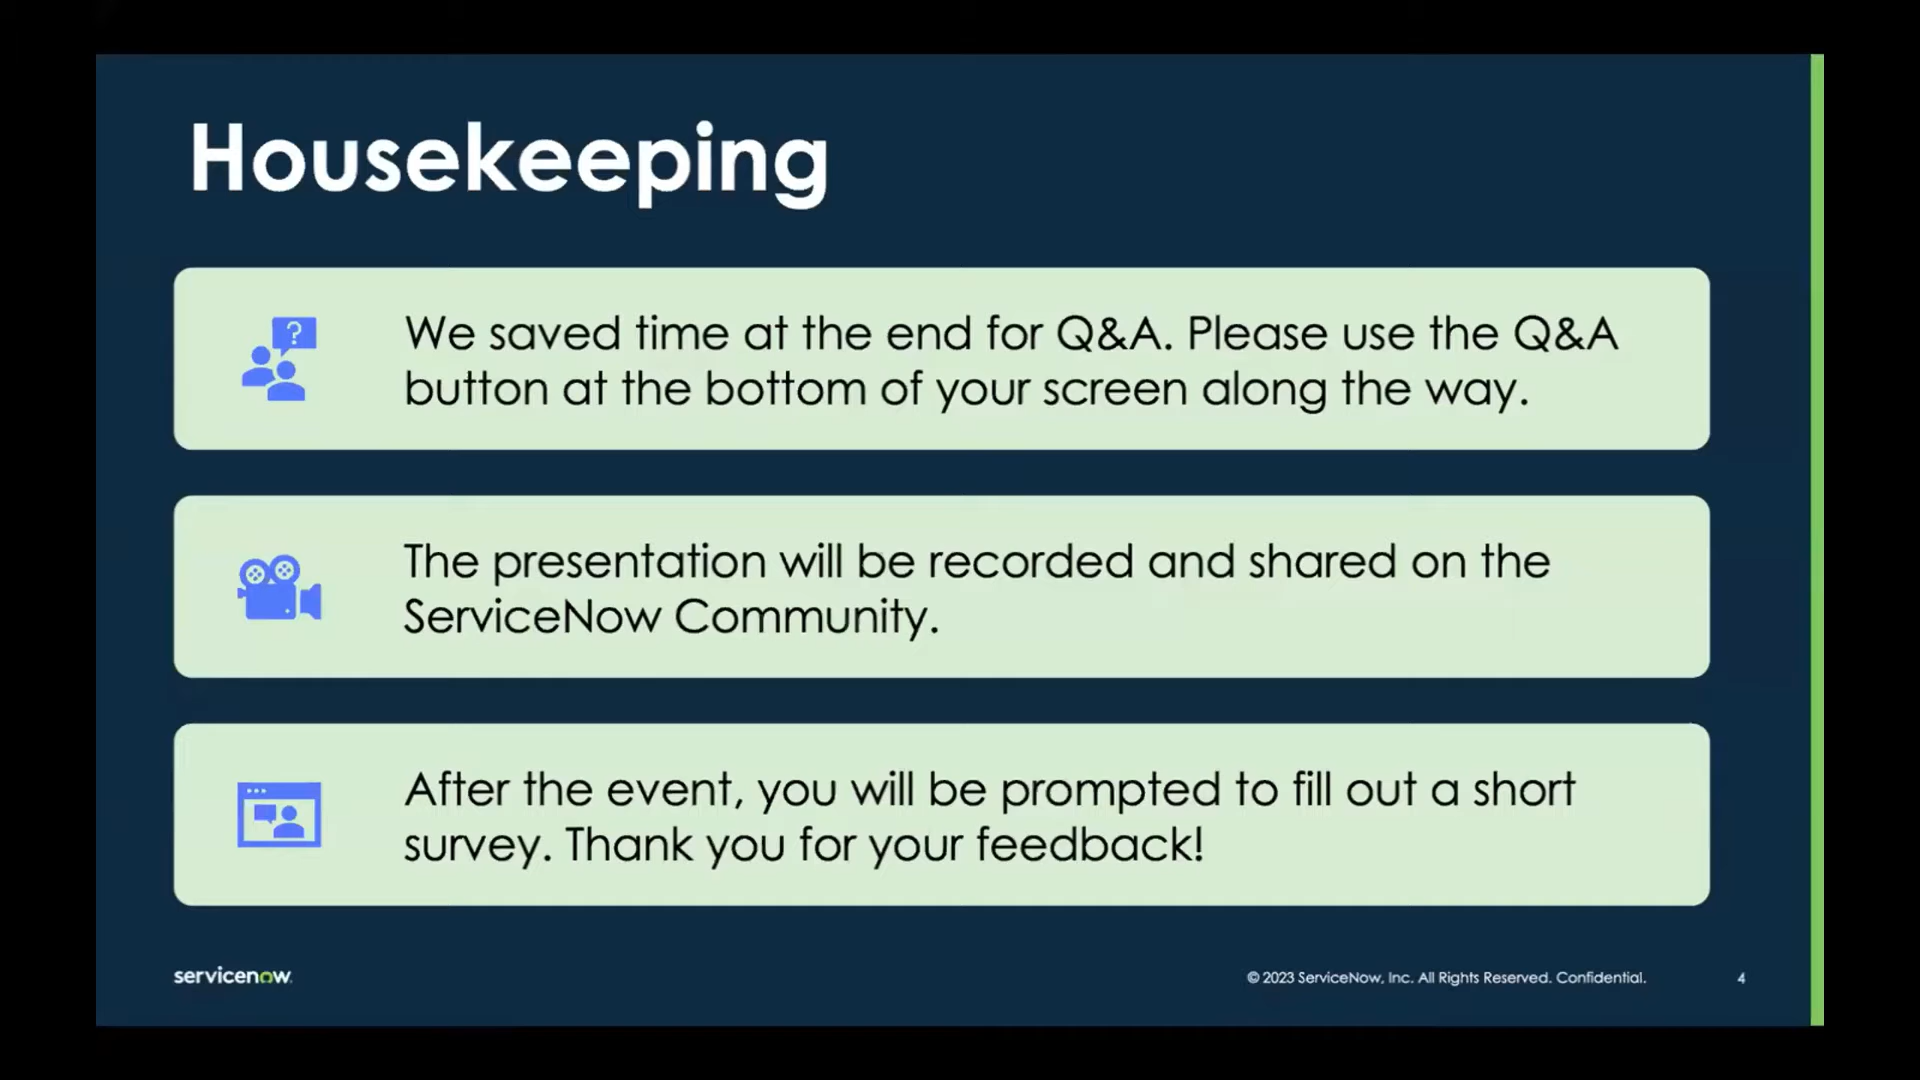 Housekeeping
?
We saved time at the end for Q&A. Please use the Q&A
button at the bottom of your screen along the way.
The presentation will be recorded and shared on the
ServiceNow Community.
After the event, you will be prompted to fill out a short
survey. Thank you for your feedback!
servicenow
© 2023 ServiceNow, Inc. All Rights Reserved. Confidential.
4